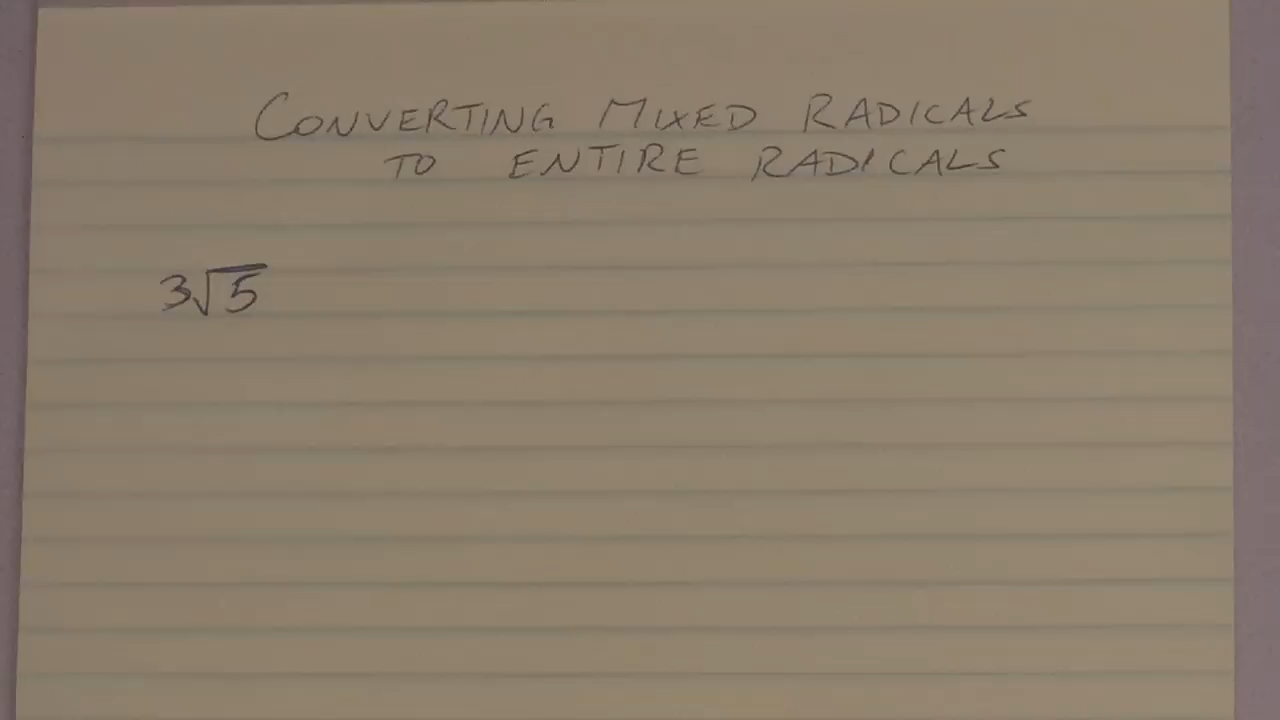 CONVERTING MIXED RADICALS
TO ENTIRE RADICALS
3√5